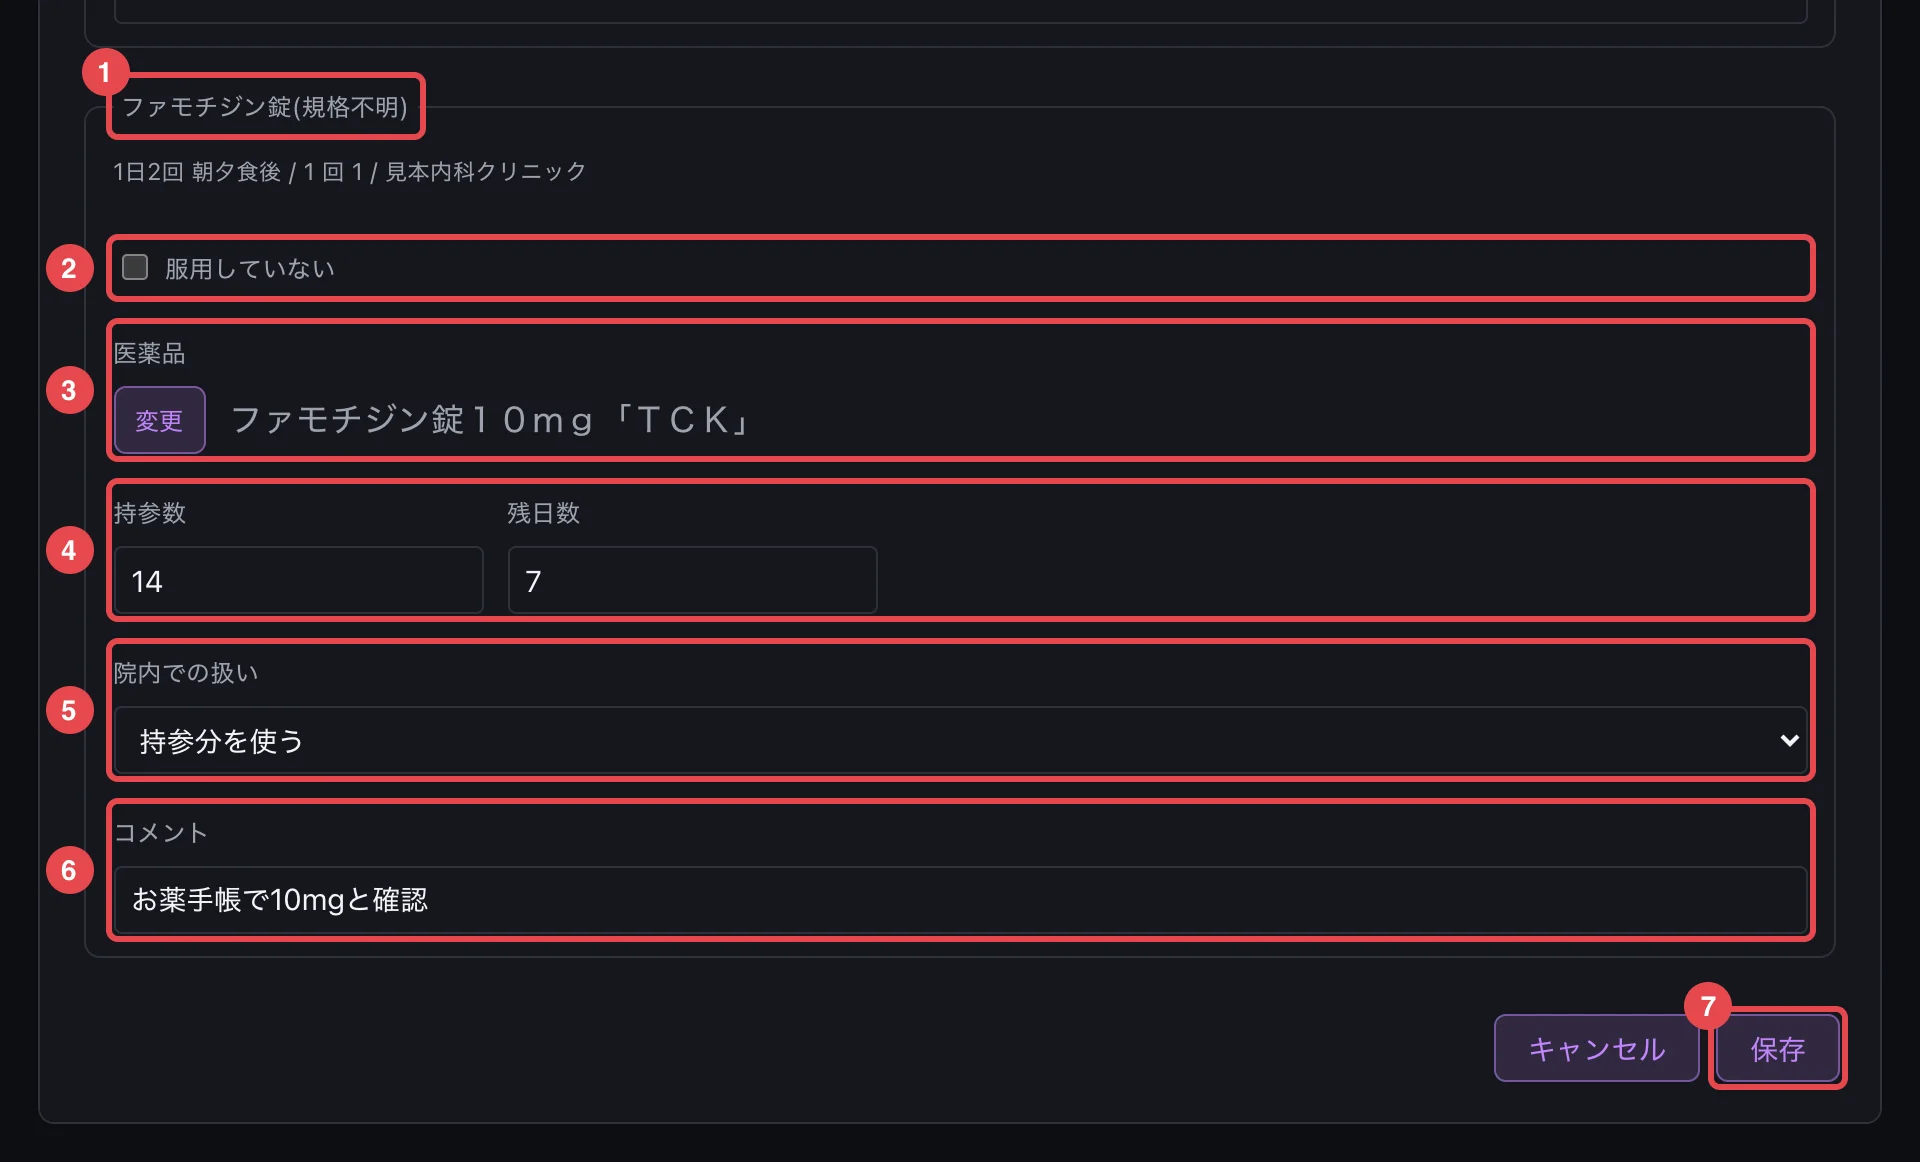 1
ファモチジン錠(規格不明)
1日2回 朝夕食後 / 1 回 1 / 見本内科クリニック
2
服用していない
医薬品
3
変更 ファモチジン錠１０ｍｇ「ＴＣＫ」
持参数 残日数
4
14 7
院内での扱い
5
持参分を使う
コメント
6
お薬手帳で10mgと確認
7
キャンセル 保存